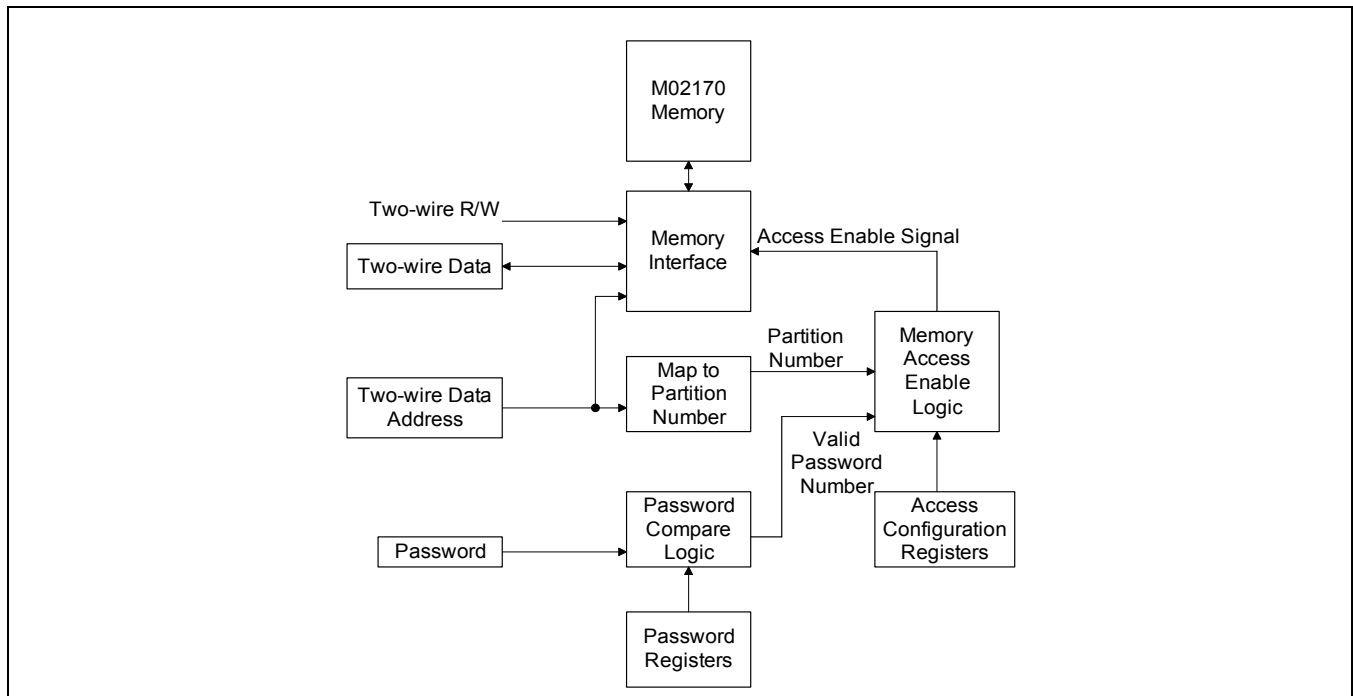 M02170
Memory
Two-wire R/W
Memory
Interface
Access Enable Signal
Two-wire Data
Partition
Number
Memory
Access
Enable
Logic
Map to
Partition
Number
Two-wire Data
Address
Valid
Password
Number
Password
Compare
Logic
Access
Configuration
Registers
Password
Password
Registers